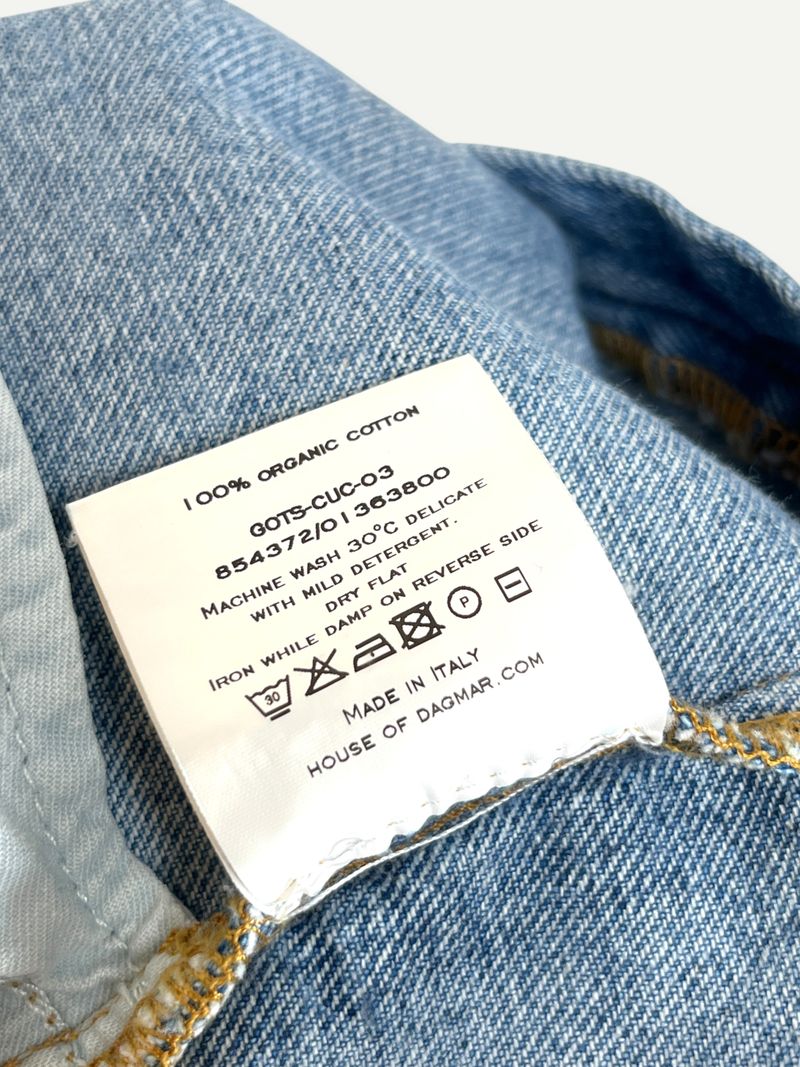 100% ORGANIC COTTON
GOTS-CUC-03
854372/01363800
MACHINE WASH 30°C DELICATE
WITH MILD DETERGENT.
DRY FLAT
IRON WHILE DAMP ON REVERSE SIDE
30 P
MADE IN ITALY
HOUSE OF DAGMAR.COM